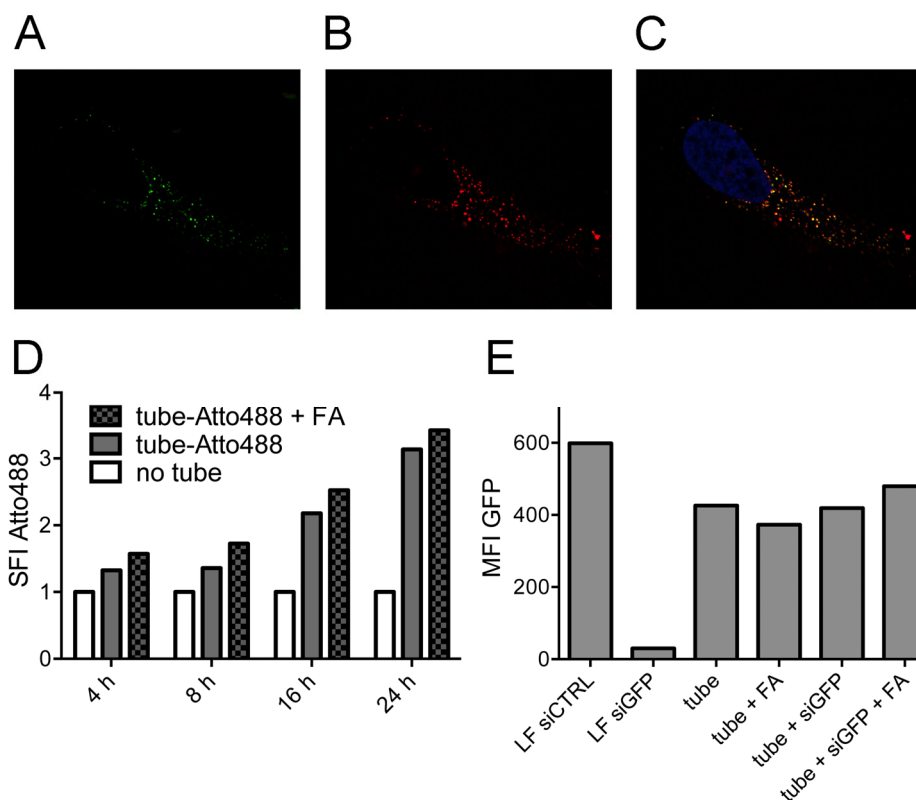 A
B
C
D
4
3
2
1
0
SFI Atto488
tube-Atto488 + FA
tube-Atto488
no tube
4 h
8 h
16 h
24 h
E
600
400
200
0
MFI GFP
LF siCTRL
LF siGFP
tube
tube + FA
tube + siGFP
tube + siGFP + FA